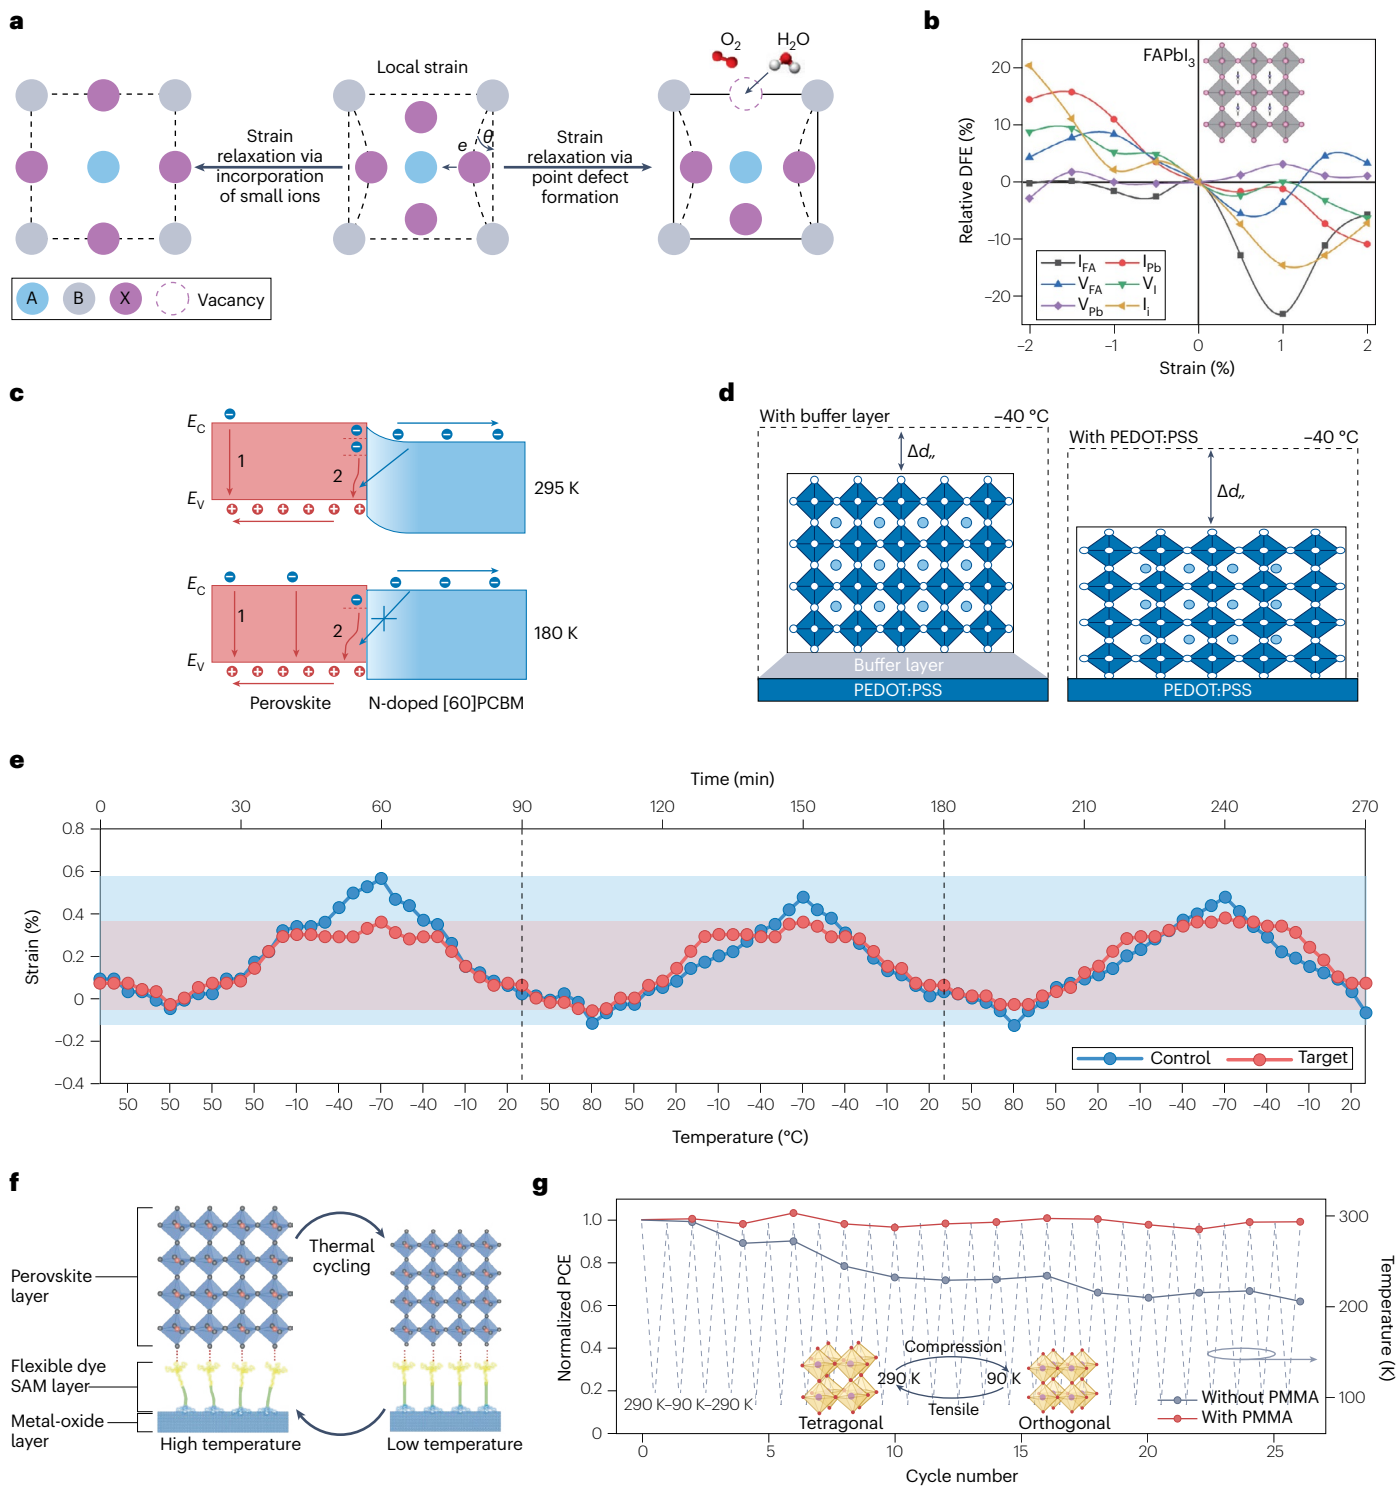 a
O2
H2O
Local strain
Strain
relaxation via
incorporation
of small ions
e
θ
Strain
relaxation via
point defect
formation
A
B
X
Vacancy
b
FAPbI3
Relative DFE (%)
20
10
0
−10
−20
IFA
IPb
VFA
VI
VPb
Ii
−2
−1
0
1
2
Strain (%)
c
EC
1
2
EV
295 K
EC
1
2
EV
180 K
Perovskite
N-doped [60]PCBM
d
With buffer layer
−40 °C
Δd〃
Buffer layer
PEDOT:PSS
With PEDOT:PSS
−40 °C
Δd〃
PEDOT:PSS
e
Time (min)
0 30 60 90 120 150 180 210 240 270
Strain (%)
0.8
0.6
0.4
0.2
0
−0.2
−0.4
Control
Target
50 50 50 50 −10 −40 −70 −40 −10 20 50 80 50 20 −10 −40 −70 −40 −10 20 50 80 50 20 −10 −40 −70 −40 −10 20
Temperature (°C)
f
Perovskite
layer
Flexible dye
SAM layer
Metal-oxide
layer
Thermal
cycling
High temperature
Low temperature
g
Normalized PCE
1.0
0.8
0.6
0.4
0.2
0
300
200
100
Temperature (K)
290 K–90 K–290 K
Compression
290 K
90 K
Tensile
Tetragonal
Orthogonal
Without PMMA
With PMMA
0 5 10 15 20 25
Cycle number